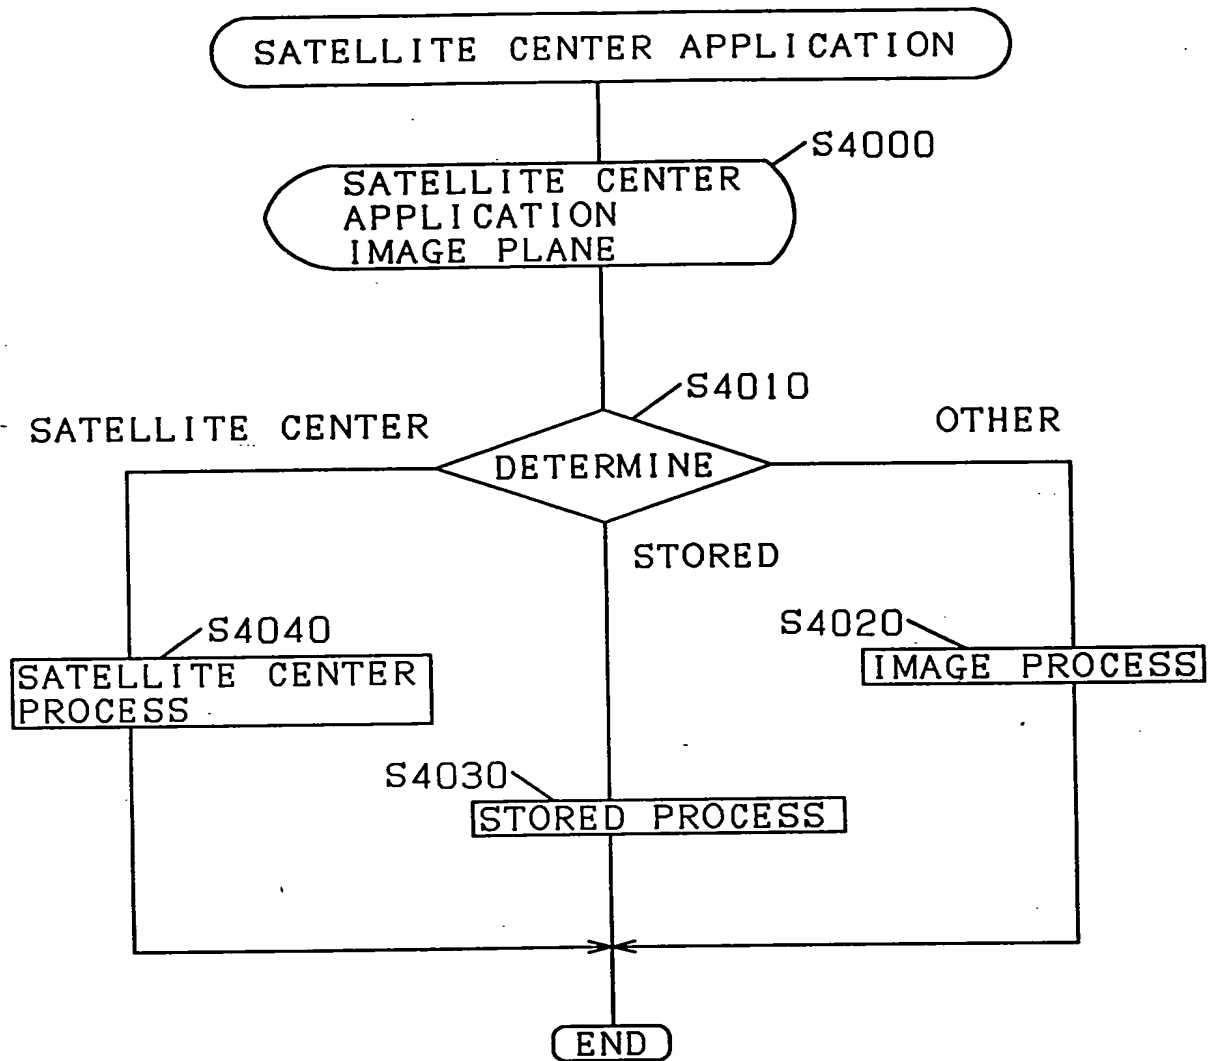 SATELLITE CENTER APPLICATION
S4000
SATELLITE CENTER
APPLICATION
IMAGE PLANE
S4010
SATELLITE CENTER
OTHER
DETERMINE
STORED
S4040
S4020
SATELLITE CENTER
PROCESS
IMAGE PROCESS
S4030
STORED PROCESS
END